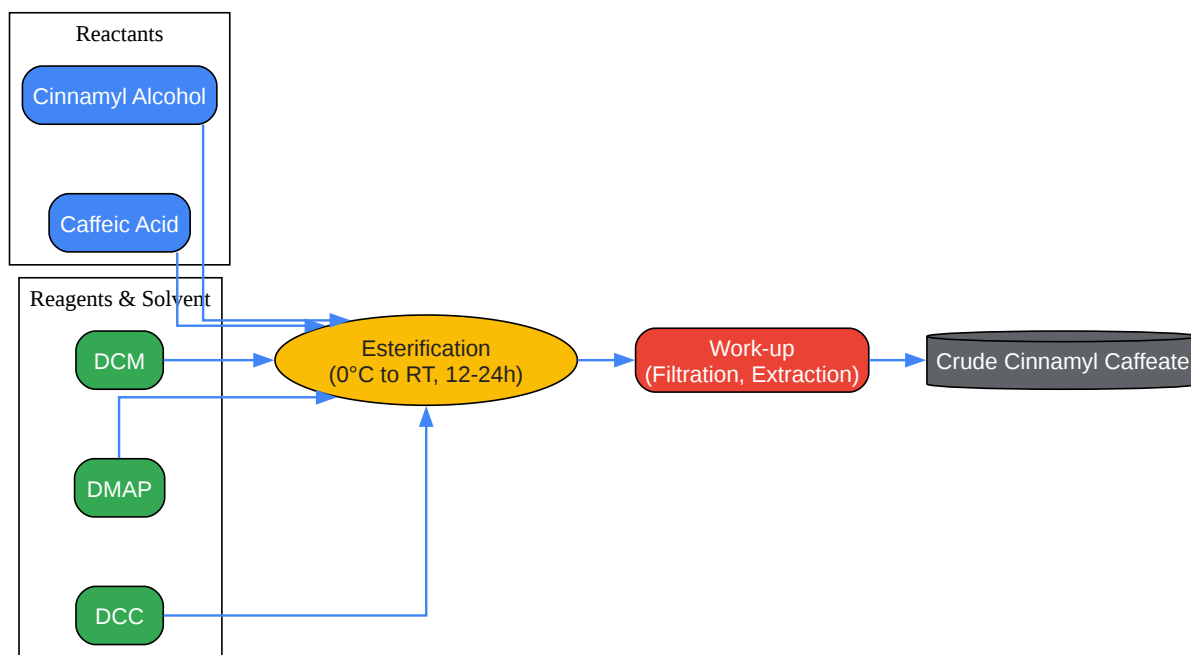 Reactants
Cinnamyl Alcohol
Caffeic Acid
Reagents & Solvent
DCM
DMAP
DCC
Esterification
(0°C to RT, 12-24h)
Work-up
(Filtration, Extraction)
Crude Cinnamyl Caffeate